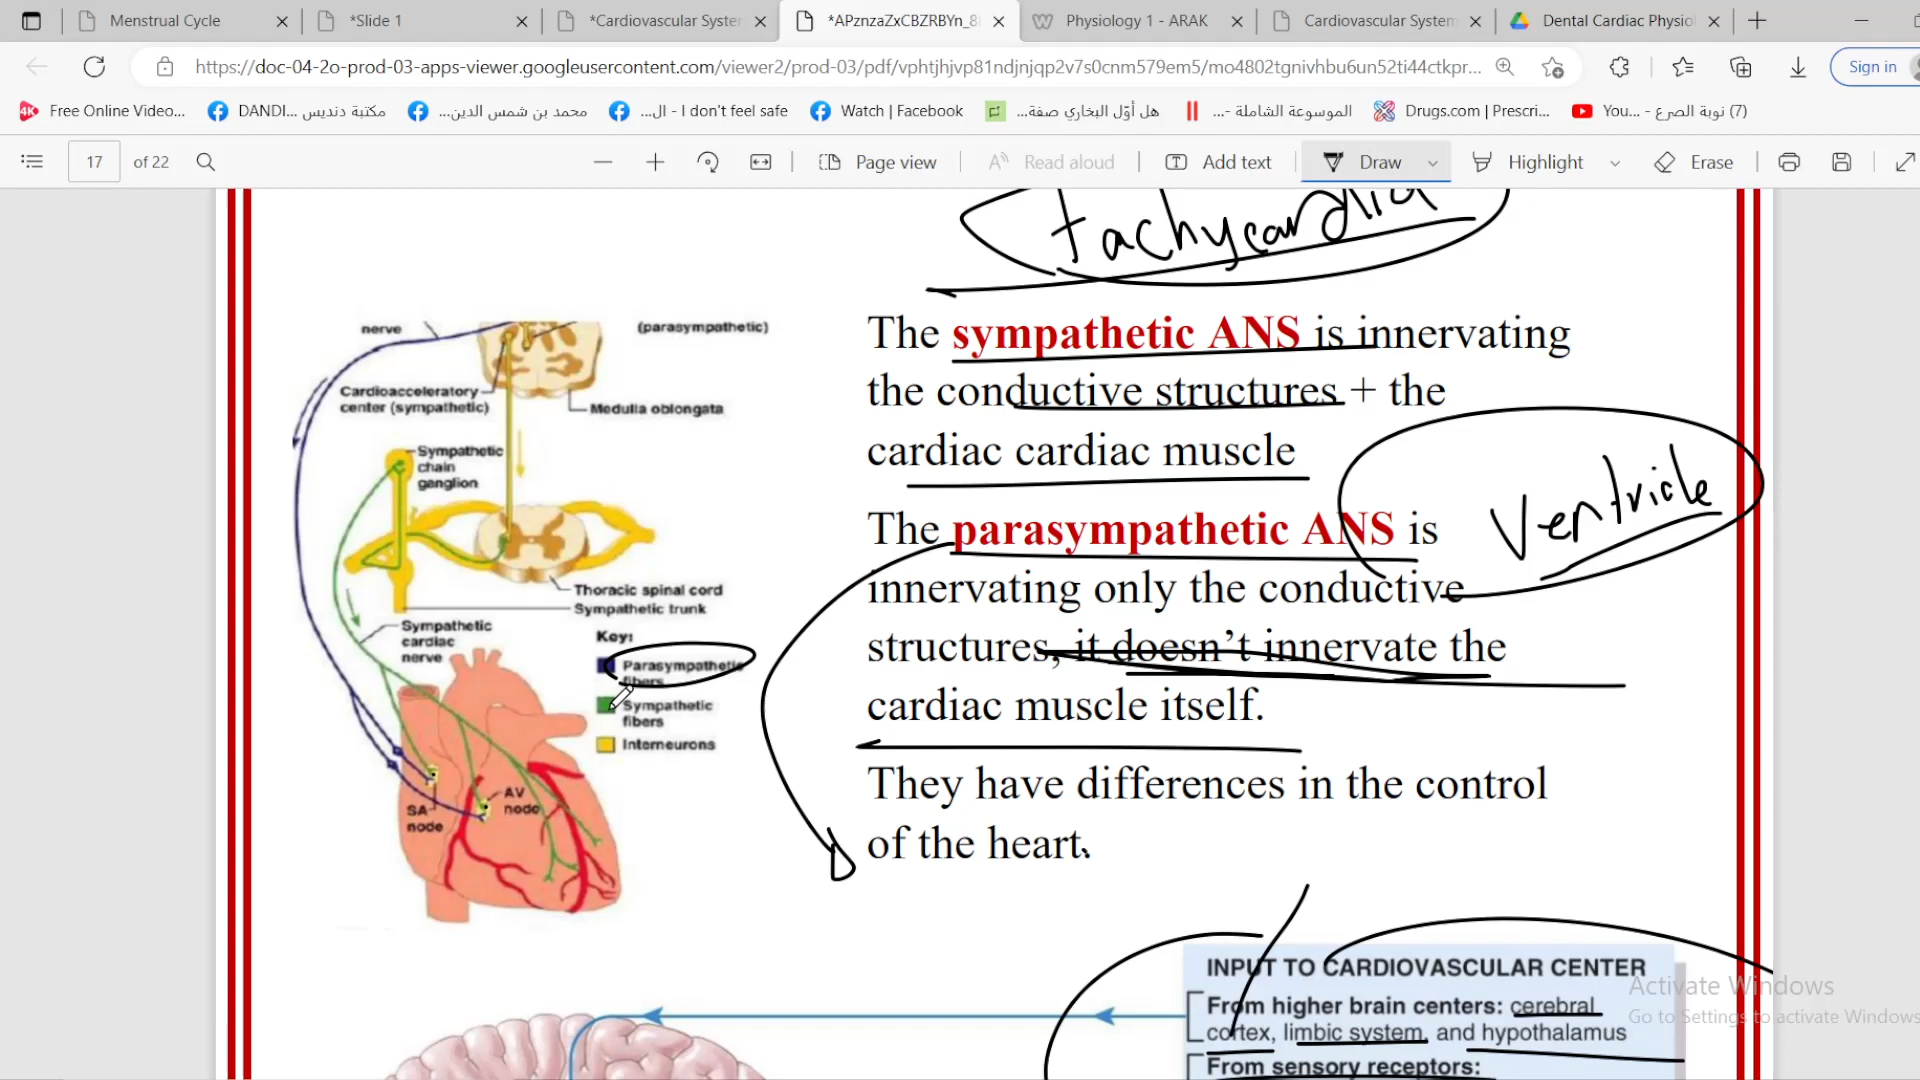 Menstrual Cycle
*Slide 1
*Cardiovascular System
*APznzaZxCBZRBYn_8
Physiology 1 - ARAK
Cardiovascular System
Dental Cardiac Physio
https://doc-04-2o-prod-03-apps-viewer.googleusercontent.com/viewer2/prod-03/pdf/vphtjhjvp81ndjnjqp2v7s0cnm579em5/mo4802tgnivhbu6un52ti44ctkpr...
Sign in
Free Online Video...
مكتبة دنديس ...DANDI
محمد بن شمس الدين...
I don't feel safe - ال...
Watch | Facebook
هل أوّل البخاري صفة...
الموسوعة الشاملة -...
Drugs.com | Prescri...
(7) نوبة الصرع - You...
17 of 22
Page view
Read aloud
Add text
Draw
Highlight
Erase
tachycardia
nerve
(parasympathetic)
Cardioacceleratory
center (sympathetic)
Medulla oblongata
Sympathetic
chain
ganglion
Thoracic spinal cord
Sympathetic trunk
Sympathetic
cardiac
nerve
Key:
Parasympathetic
fibers
Sympathetic
fibers
Interneurons
SA
node
AV
node
The sympathetic ANS is innervating
the conductive structures + the
cardiac cardiac muscle
Ventricle
The parasympathetic ANS is
innervating only the conductive
structures, it doesn't innervate the
cardiac muscle itself.
They have differences in the control
of the heart.
INPUT TO CARDIOVASCULAR CENTER
From higher brain centers: cerebral
cortex, limbic system, and hypothalamus
From sensory receptors:
Activate Windows
Go to Settings to activate Windows